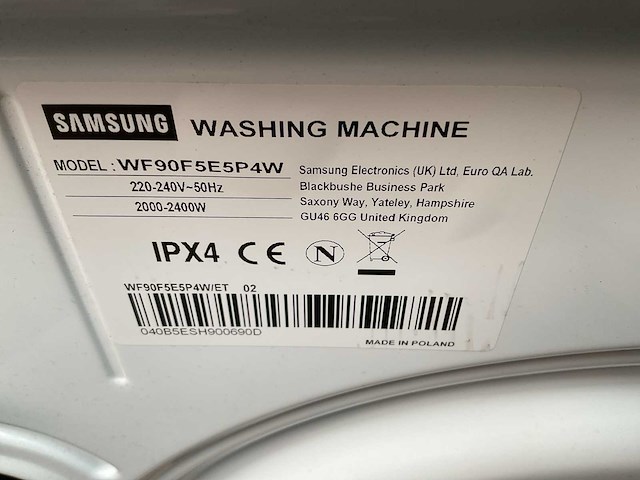 SAMSUNG WASHING MACHINE
MODEL : WF90F5E5P4W
220-240V~50Hz
2000-2400W
Samsung Electronics (UK) Ltd, Euro QA Lab.
Blackbushe Business Park
Saxony Way, Yateley, Hampshire
GU46 6GG United Kingdom
IPX4 CE N
WF90F5E5P4W/ET 02
040B5ESH900690D
MADE IN POLAND